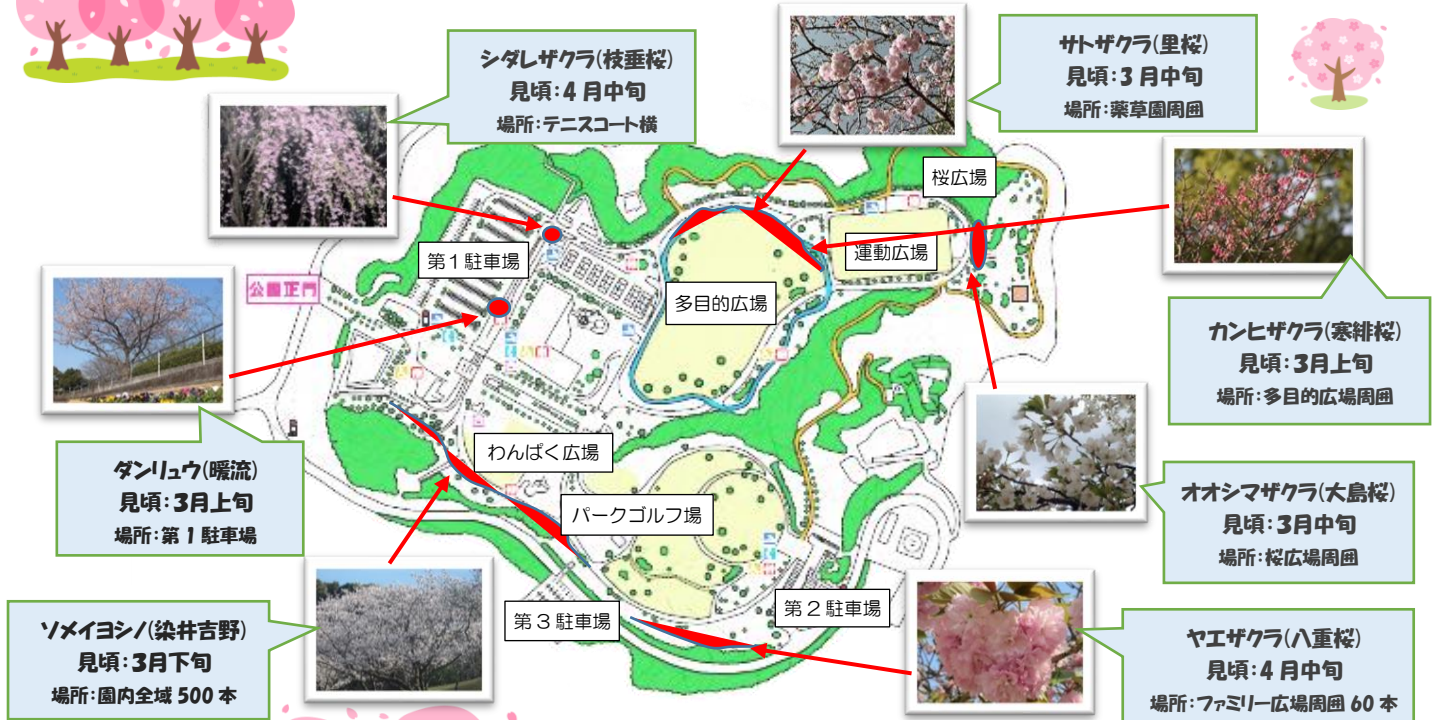 シダレザクラ(枝垂桜)
見頃:4月中旬
場所:テニスコート横
サトザクラ(里桜)
見頃:3月中旬
場所:薬草園周囲
桜広場
第1駐車場
運動広場
公園正門
多目的広場
カンヒザクラ(寒緋桜)
見頃:3月上旬
場所:多目的広場周囲
ダンリュウ(暖流)
見頃:3月上旬
場所:第1駐車場
わんぱく広場
パークゴルフ場
オオシマザクラ(大島桜)
見頃:3月中旬
場所:桜広場周囲
第3駐車場
第2駐車場
ソメイヨシノ(染井吉野)
見頃:3月下旬
場所:園内全域 500本
ヤエザクラ(八重桜)
見頃:4月中旬
場所:ファミリー広場周囲 60本